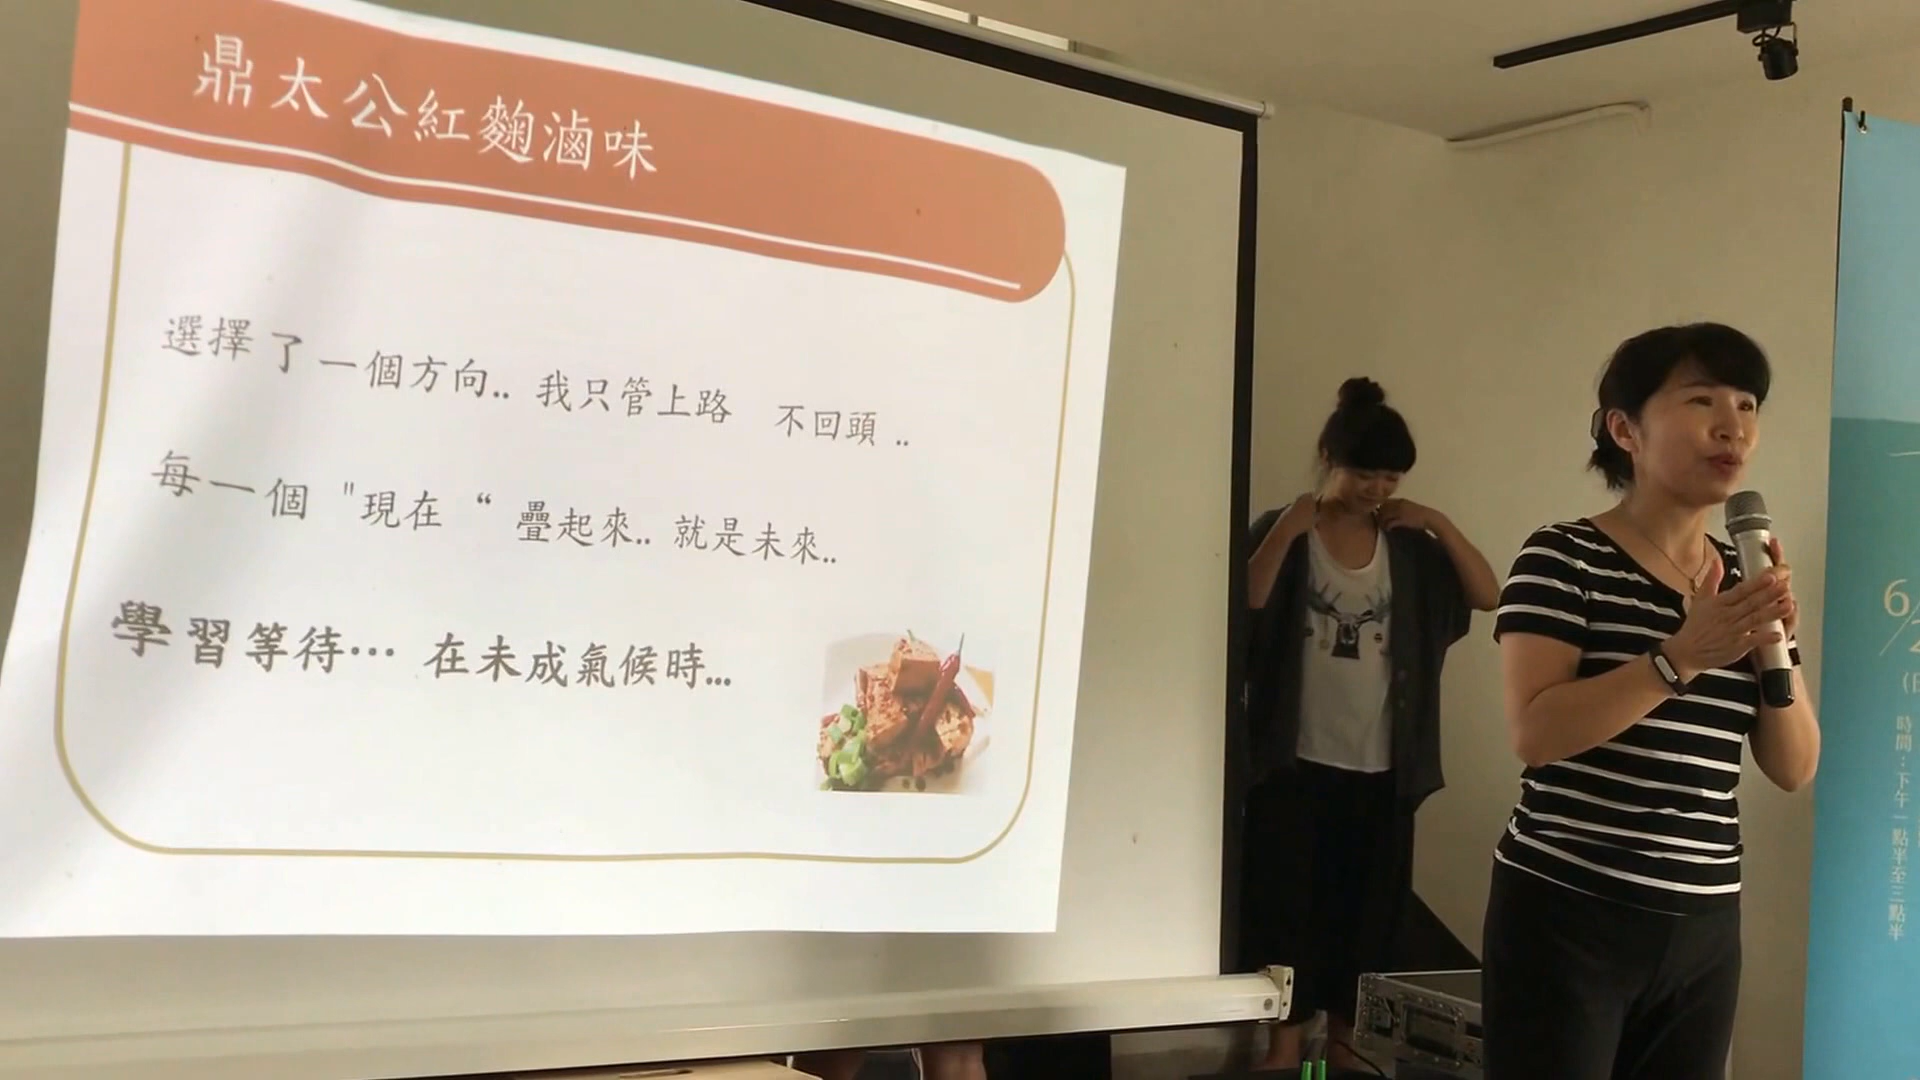 鼎太公紅麴滷味
選擇了一個方向.. 我只管上路 不回頭 ..
每一個 "現在 “ 疊起來.. 就是未來..
學習等待… 在未成氣候時...
6/2
時間：下午一點半至三點半